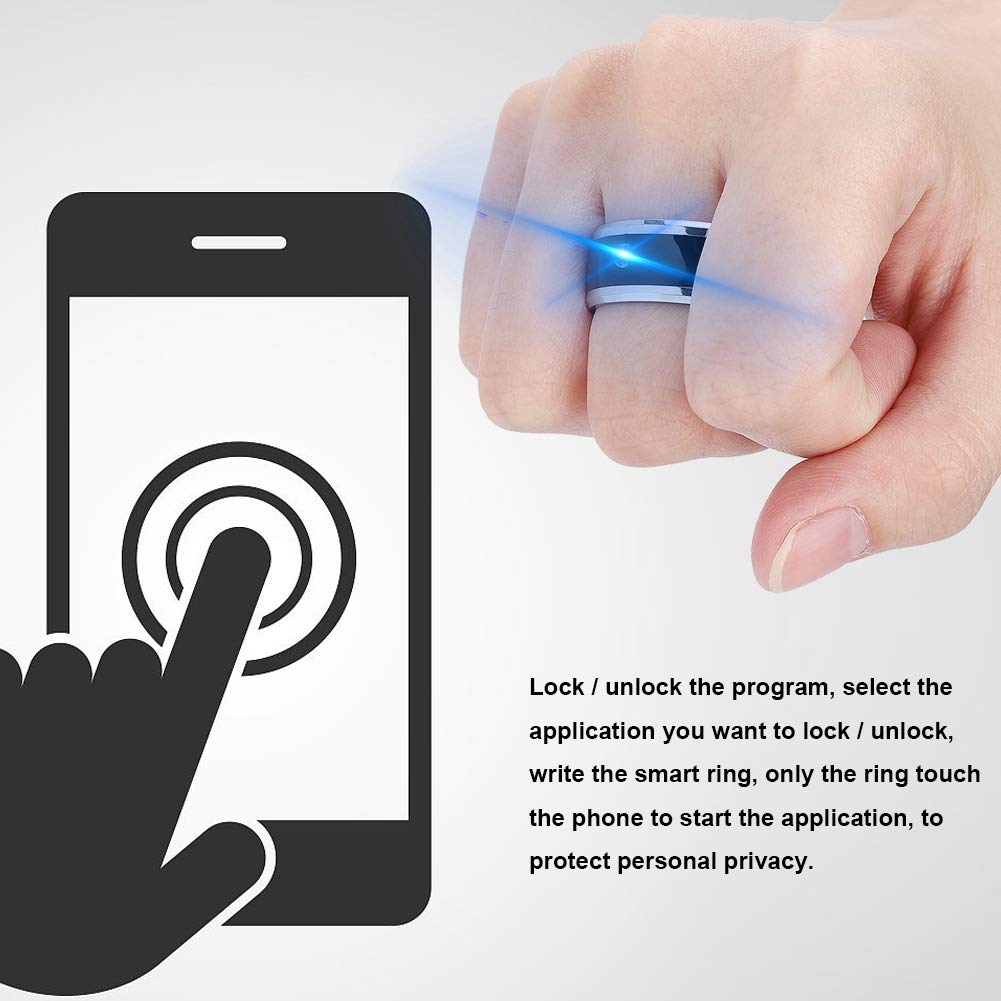 Lock / unlock the program, select the
application you want to lock / unlock,
write the smart ring, only the ring touch
the phone to start the application, to
protect personal privacy.